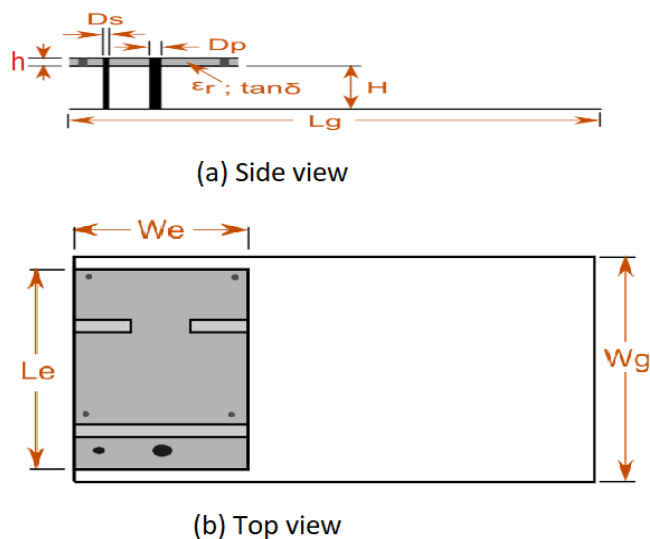 Ds
Dp
h
εr ; tanδ
H
Lg
(a) Side view
We
Le
Wg
(b) Top view